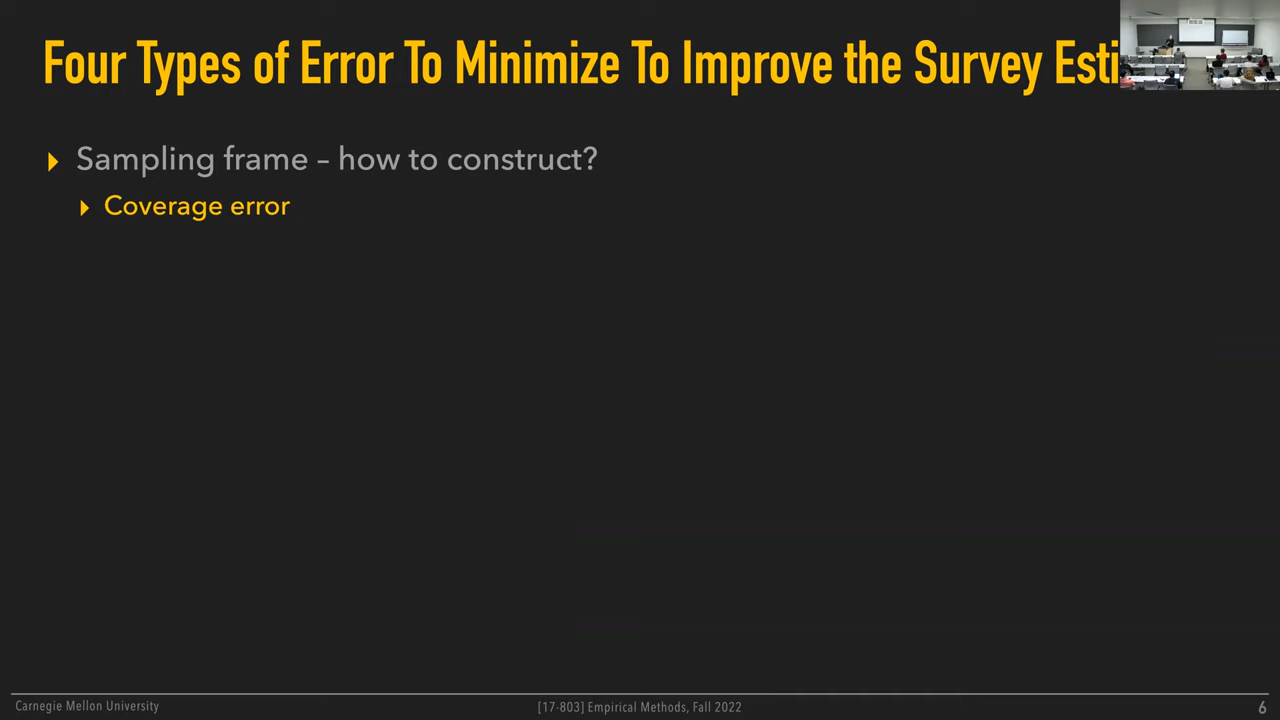 Four Types of Error To Minimize To Improve the Survey Esti
Sampling frame – how to construct?
Coverage error
Carnegie Mellon University
[17-803] Empirical Methods, Fall 2022
6